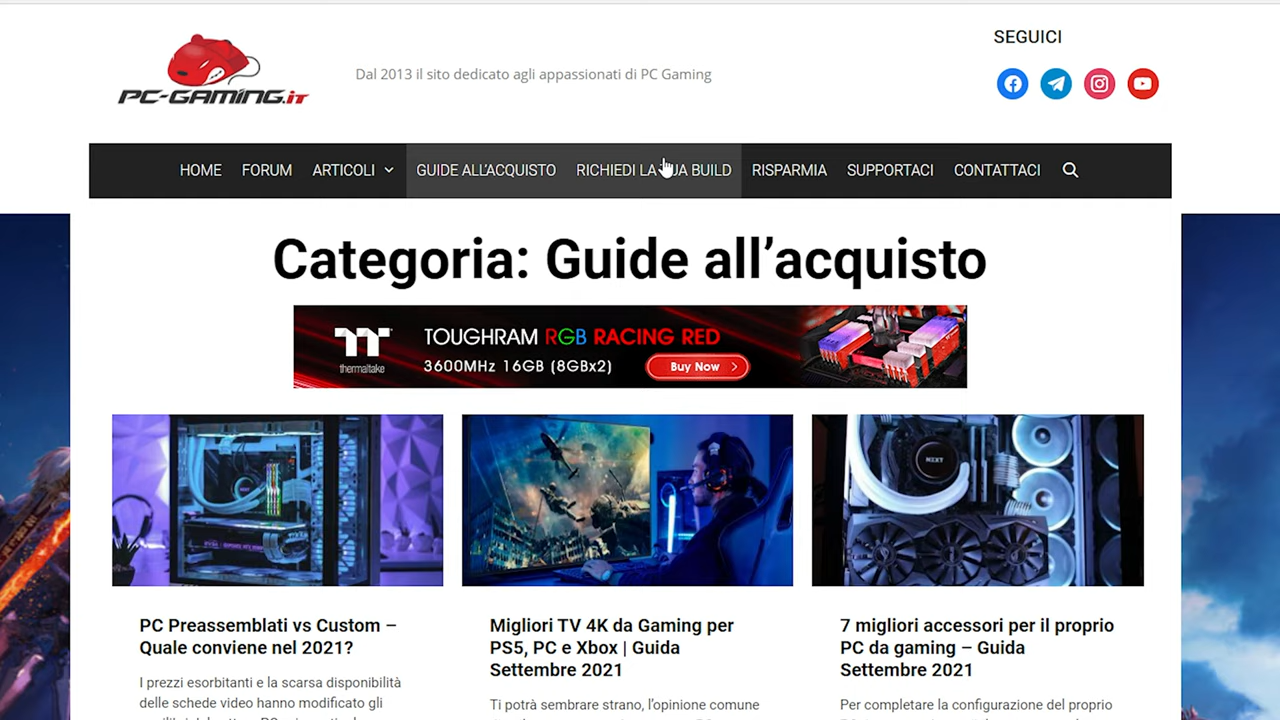 SEGUICI
PC-GAMING.iT
Dal 2013 il sito dedicato agli appassionati di PC Gaming
HOME FORUM ARTICOLI GUIDE ALL'ACQUISTO RICHIEDI LA TUA BUILD RISPARMIA SUPPORTACI CONTATTACI
Categoria: Guide all’acquisto
thermaltake
TOUGHRAM RGB RACING RED
3600MHz 16GB (8GBx2)
Buy Now
NZXT
PC Preassemblati vs Custom –
Quale conviene nel 2021?
I prezzi esorbitanti e la scarsa disponibilità
delle schede video hanno modificato gli
Migliori TV 4K da Gaming per
PS5, PC e Xbox | Guida
Settembre 2021
Ti potrà sembrare strano, l’opinione comune
7 migliori accessori per il proprio
PC da gaming – Guida
Settembre 2021
Per completare la configurazione del proprio